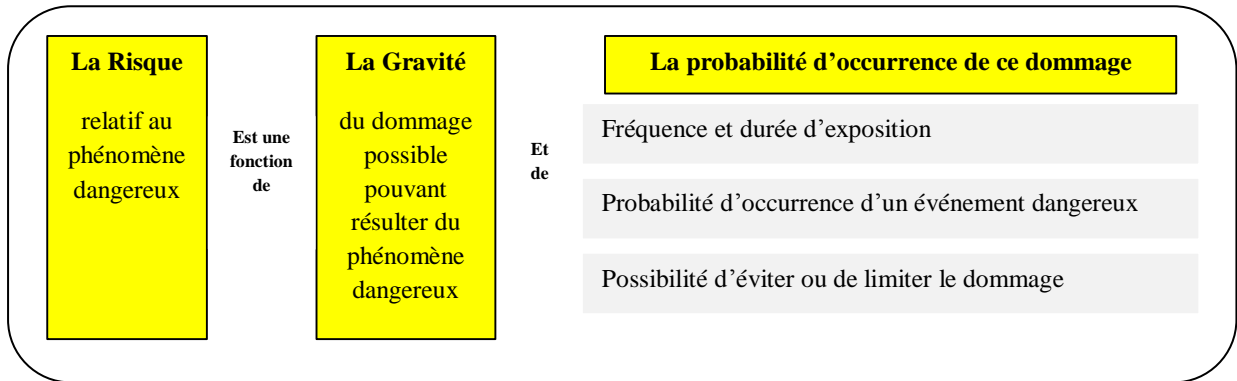 La Risque
relatif au
phénomène
dangereux
Est une
fonction
de
La Gravité
du dommage
possible
pouvant
résulter du
phénomène
dangereux
Et
de
La probabilité d’occurrence de ce dommage
Fréquence et durée d’exposition
Probabilité d’occurrence d’un événement dangereux
Possibilité d’éviter ou de limiter le dommage